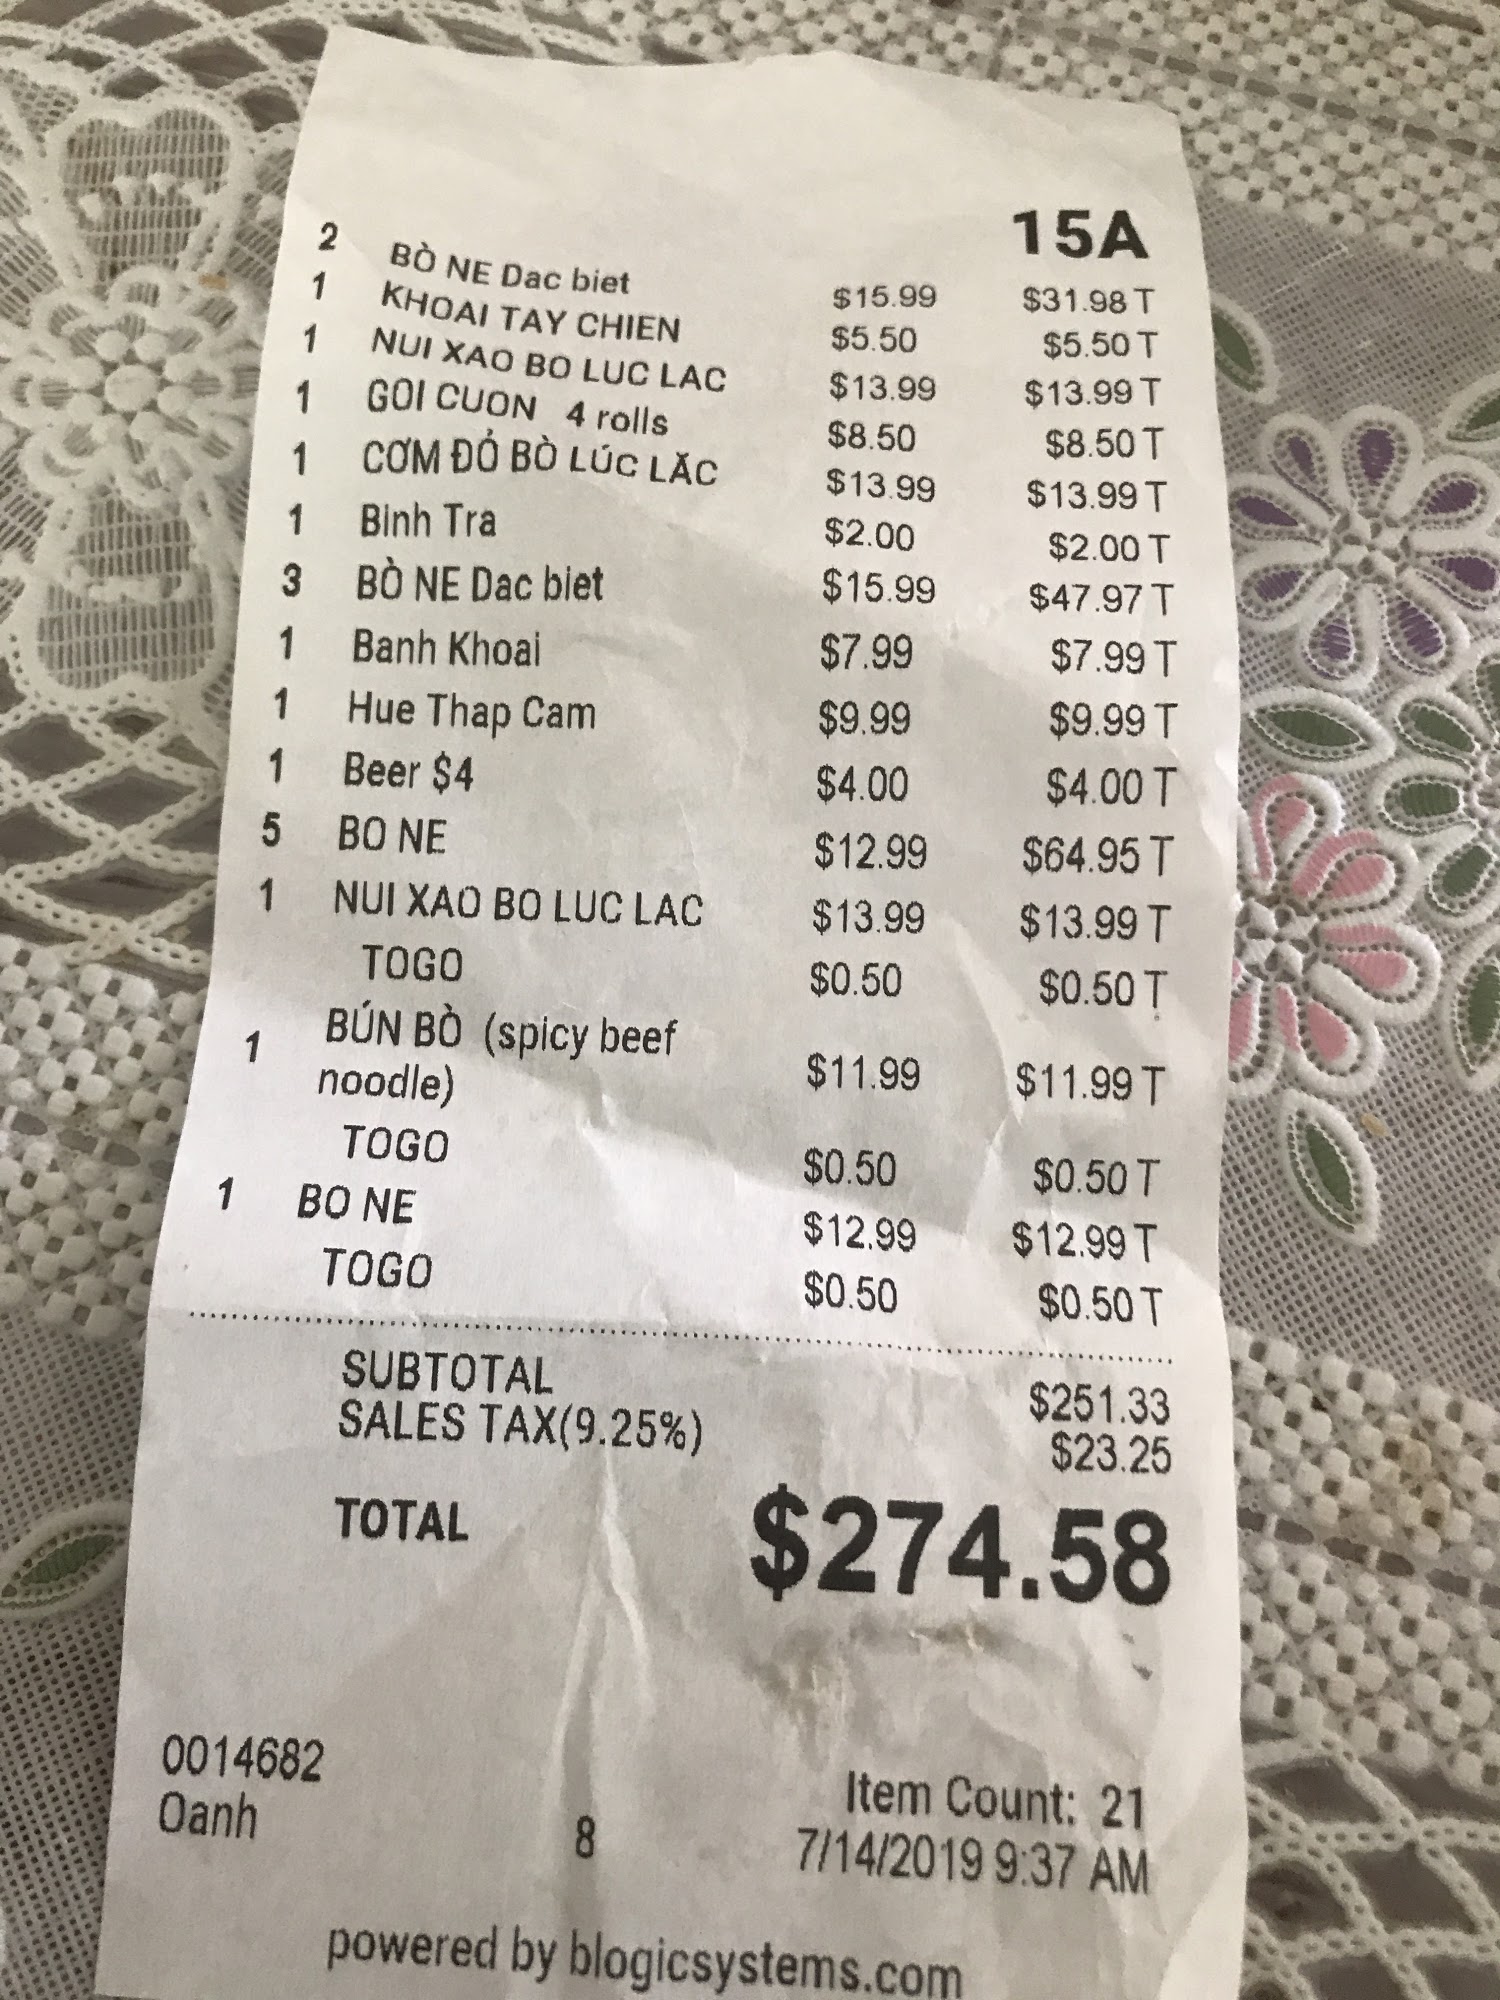 15A
2 BÒ NE Dac biet $15.99 $31.98 T
1 KHOAI TAY CHIEN $5.50 $5.50 T
1 NUI XAO BO LUC LAC $13.99 $13.99 T
1 GOI CUON 4 rolls $8.50 $8.50 T
1 CƠM ĐỎ BÒ LÚC LẮC $13.99 $13.99 T
1 Binh Tra $2.00 $2.00 T
3 BÒ NE Dac biet $15.99 $47.97 T
1 Banh Khoai $7.99 $7.99 T
1 Hue Thap Cam $9.99 $9.99 T
1 Beer $4 $4.00 $4.00 T
5 BO NE $12.99 $64.95 T
1 NUI XAO BO LUC LAC $13.99 $13.99 T
TOGO $0.50 $0.50 T
1 BÚN BÒ (spicy beef
noodle) $11.99 $11.99 T
TOGO $0.50 $0.50 T
1 BO NE $12.99 $12.99 T
TOGO $0.50 $0.50 T
SUBTOTAL $251.33
SALES TAX(9.25%) $23.25
TOTAL $274.58
0014682 Item Count: 21
Oanh 8 7/14/2019 9:37 AM
powered by blogicsystems.com